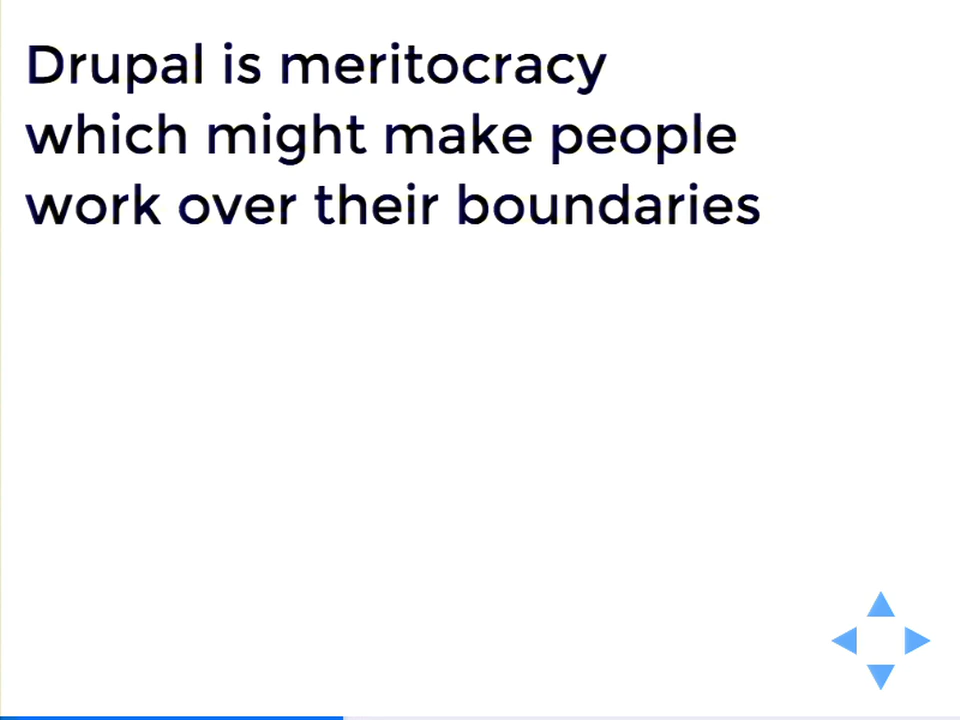 Drupal is meritocracy
which might make people
work over their boundaries